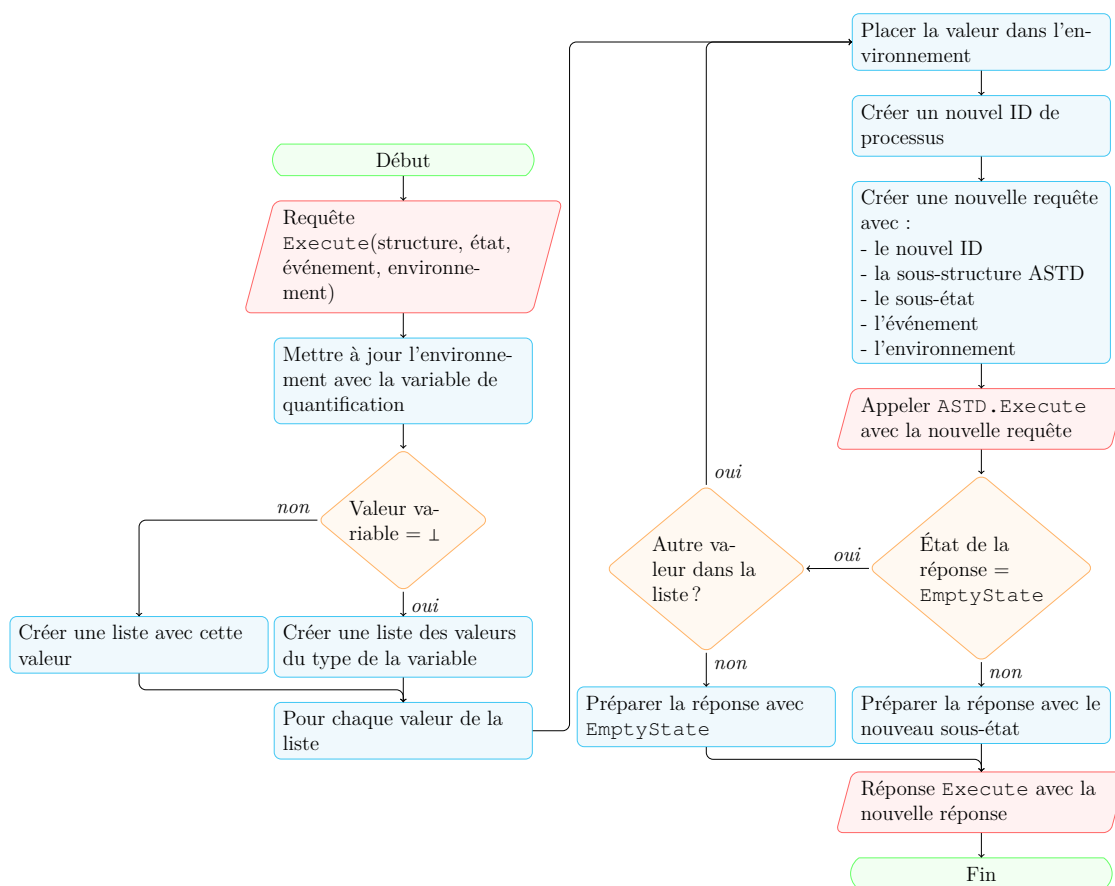 Début
Requête
Execute(structure, état,
événement, environne-
ment)
Mettre à jour l'environne-
ment avec la variable de
quantification
Valeur va-
riable = ⊥
non
oui
Créer une liste avec cette
valeur
Créer une liste des valeurs
du type de la variable
Pour chaque valeur de la
liste
Placer la valeur dans l'en-
vironnement
Créer un nouvel ID de
processus
Créer une nouvelle requête
avec :
- le nouvel ID
- la sous-structure ASTD
- le sous-état
- l'événement
- l'environnement
Appeler ASTD.Execute
avec la nouvelle requête
État de la
réponse =
EmptyState
oui
non
Autre va-
leur dans la
liste ?
oui
non
Préparer la réponse avec
EmptyState
Préparer la réponse avec le
nouveau sous-état
Réponse Execute avec la
nouvelle réponse
Fin